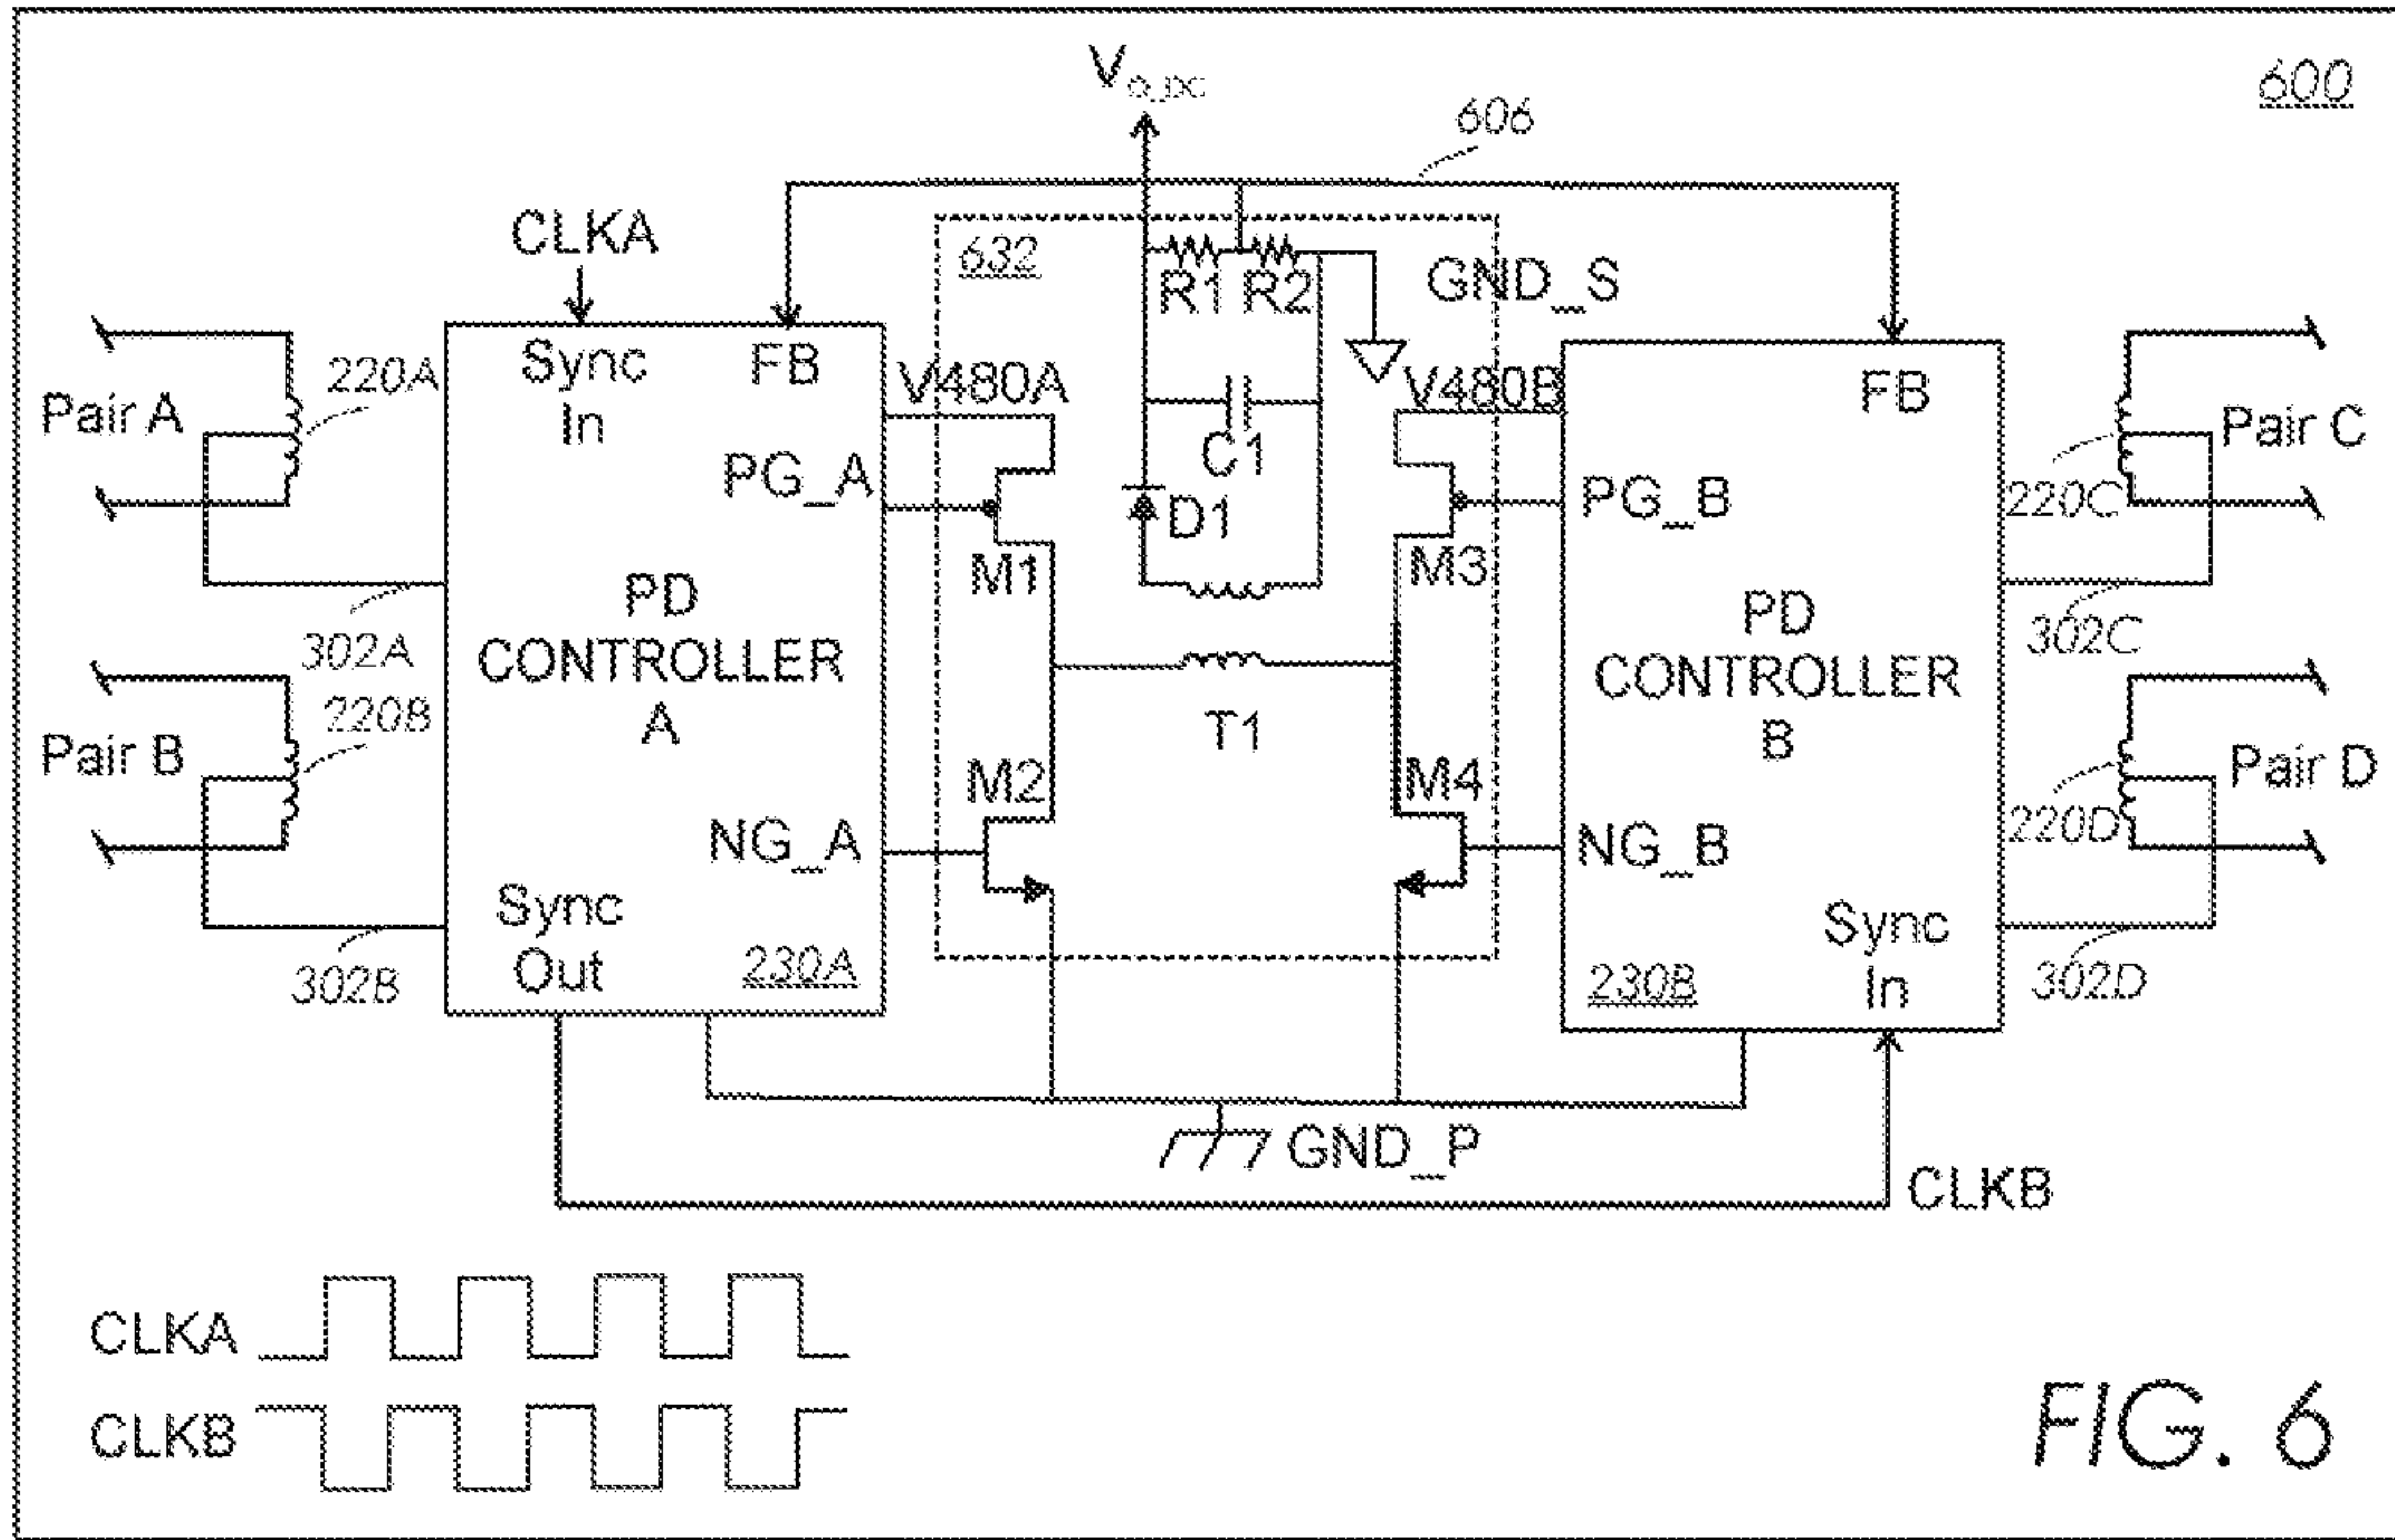 600
V_O_DC
606
CLKA
632
R1 R2
GND_S
Sync
In
FB
V480A
V480B
FB
220A
Pair A
PG_A
C1
PG_B
220C
Pair C
D1
M1
M3
302A
PD
CONTROLLER
A
PD
CONTROLLER
B
302C
220B
Pair B
T1
M2
M4
220D
Pair D
NG_A
NG_B
Sync
Out
230A
302B
230B
Sync
In
302D
GND_P
CLKB
CLKA
CLKB
FIG. 6